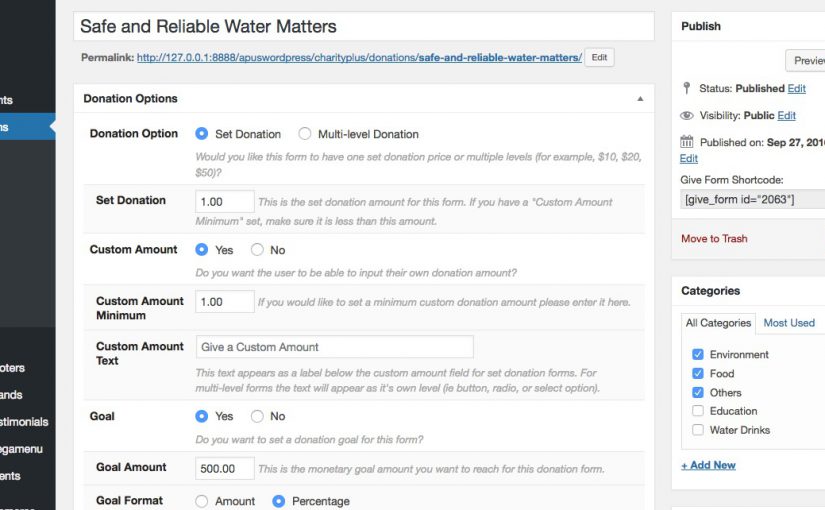 Safe and Reliable Water Matters
Permalink: http://127.0.0.1:8888/apuswordpress/charityplus/donations/safe-and-reliable-water-matters/ Edit
Donation Options
Donation Option Set Donation Multi-level Donation
Would you like this form to have one set donation price or multiple levels (for example, $10, $20,
$50)?
Set Donation 1.00 This is the set donation amount for this form. If you have a "Custom Amount
Minimum" set, make sure it is less than this amount.
Custom Amount Yes No
Do you want the user to be able to input their own donation amount?
Custom Amount
Minimum
1.00 If you would like to set a minimum custom donation amount please enter it here.
Custom Amount
Text
Give a Custom Amount
This text appears as a label below the custom amount field for set donation forms. For
multi-level forms the text will appear as it's own level (ie button, radio, or select option).
Goal Yes No
Do you want to set a donation goal for this form?
Goal Amount 500.00 This is the monetary goal amount you want to reach for this donation form.
Goal Format Amount Percentage
Publish
Preview
Status: Published Edit
Visibility: Public Edit
Published on: Sep 27, 201
Edit
Give Form Shortcode:
[give_form id="2063"]
Move to Trash
Categories
All Categories Most Used
Environment
Food
Others
Education
Water Drinks
+ Add New
nts
ns
oters
ands
stimonials
egamenu
ents